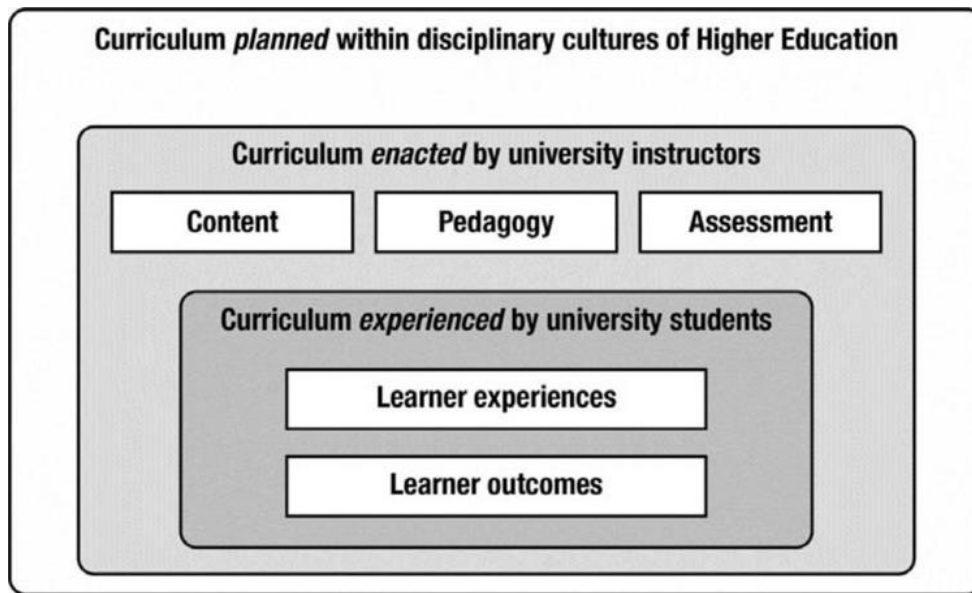 Curriculum planned within disciplinary cultures of Higher Education
Curriculum enacted by university instructors
Content
Pedagogy
Assessment
Curriculum experienced by university students
Learner experiences
Learner outcomes